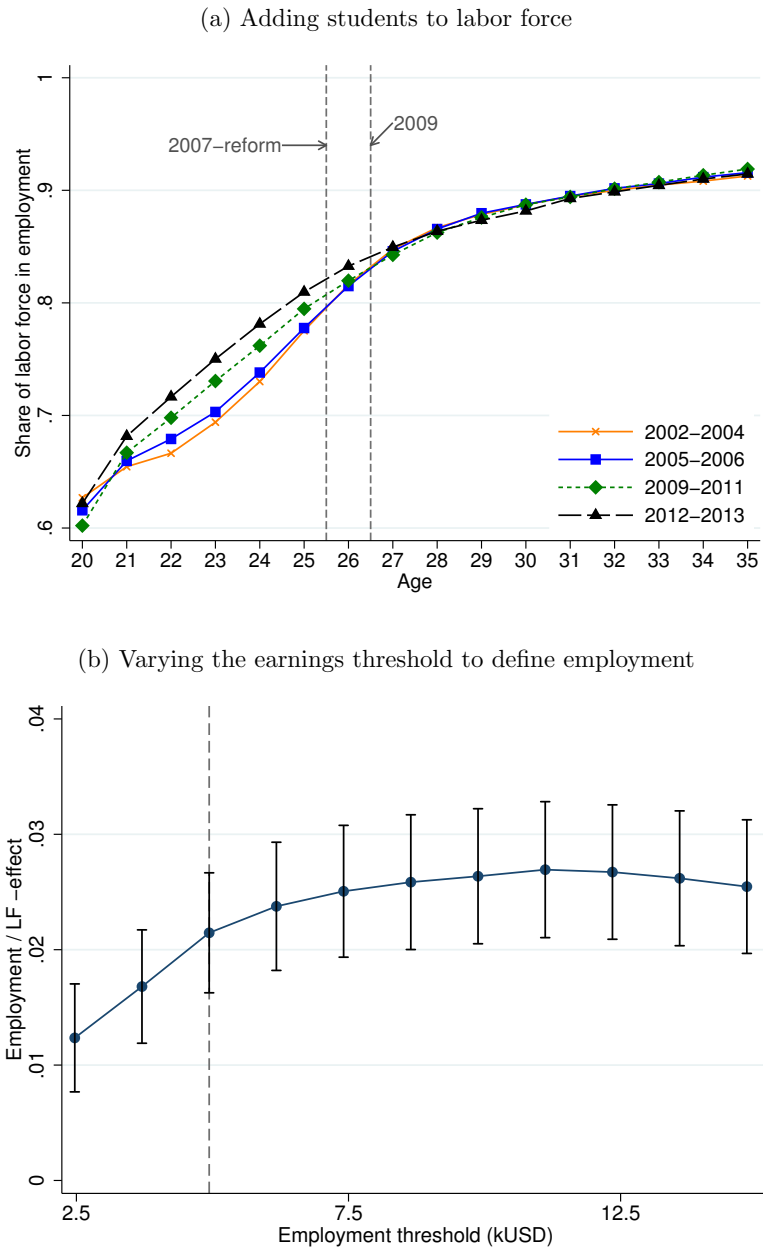 (a) Adding students to labor force
1
2009
2007−reform
.9
Share of labor force in employment
.8
.7
2002−2004
2005−2006
2009−2011
2012−2013
.6
20 21 22 23 24 25 26 27 28 29 30 31 32 33 34 35
Age
(b) Varying the earnings threshold to define employment
.04
.03
Employment / LF −effect
.02
.01
0
2.5 7.5 12.5
Employment threshold (kUSD)